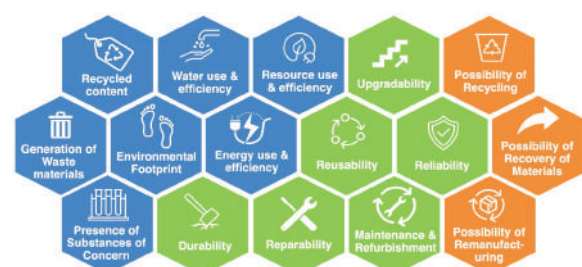 Recycled
content
Water use &
efficiency
Resource use
& efficiency
Upgradability
Possibility of
Recycling
Generation of
Waste
materials
Environmental
Footprint
Energy use &
efficiency
Reusability
Reliability
Possibility of
Recovery of
Materials
Presence of
Substances of
Concern
Durability
Reparability
Maintenance &
Refurbishment
Possibility of
Remanufact-
uring